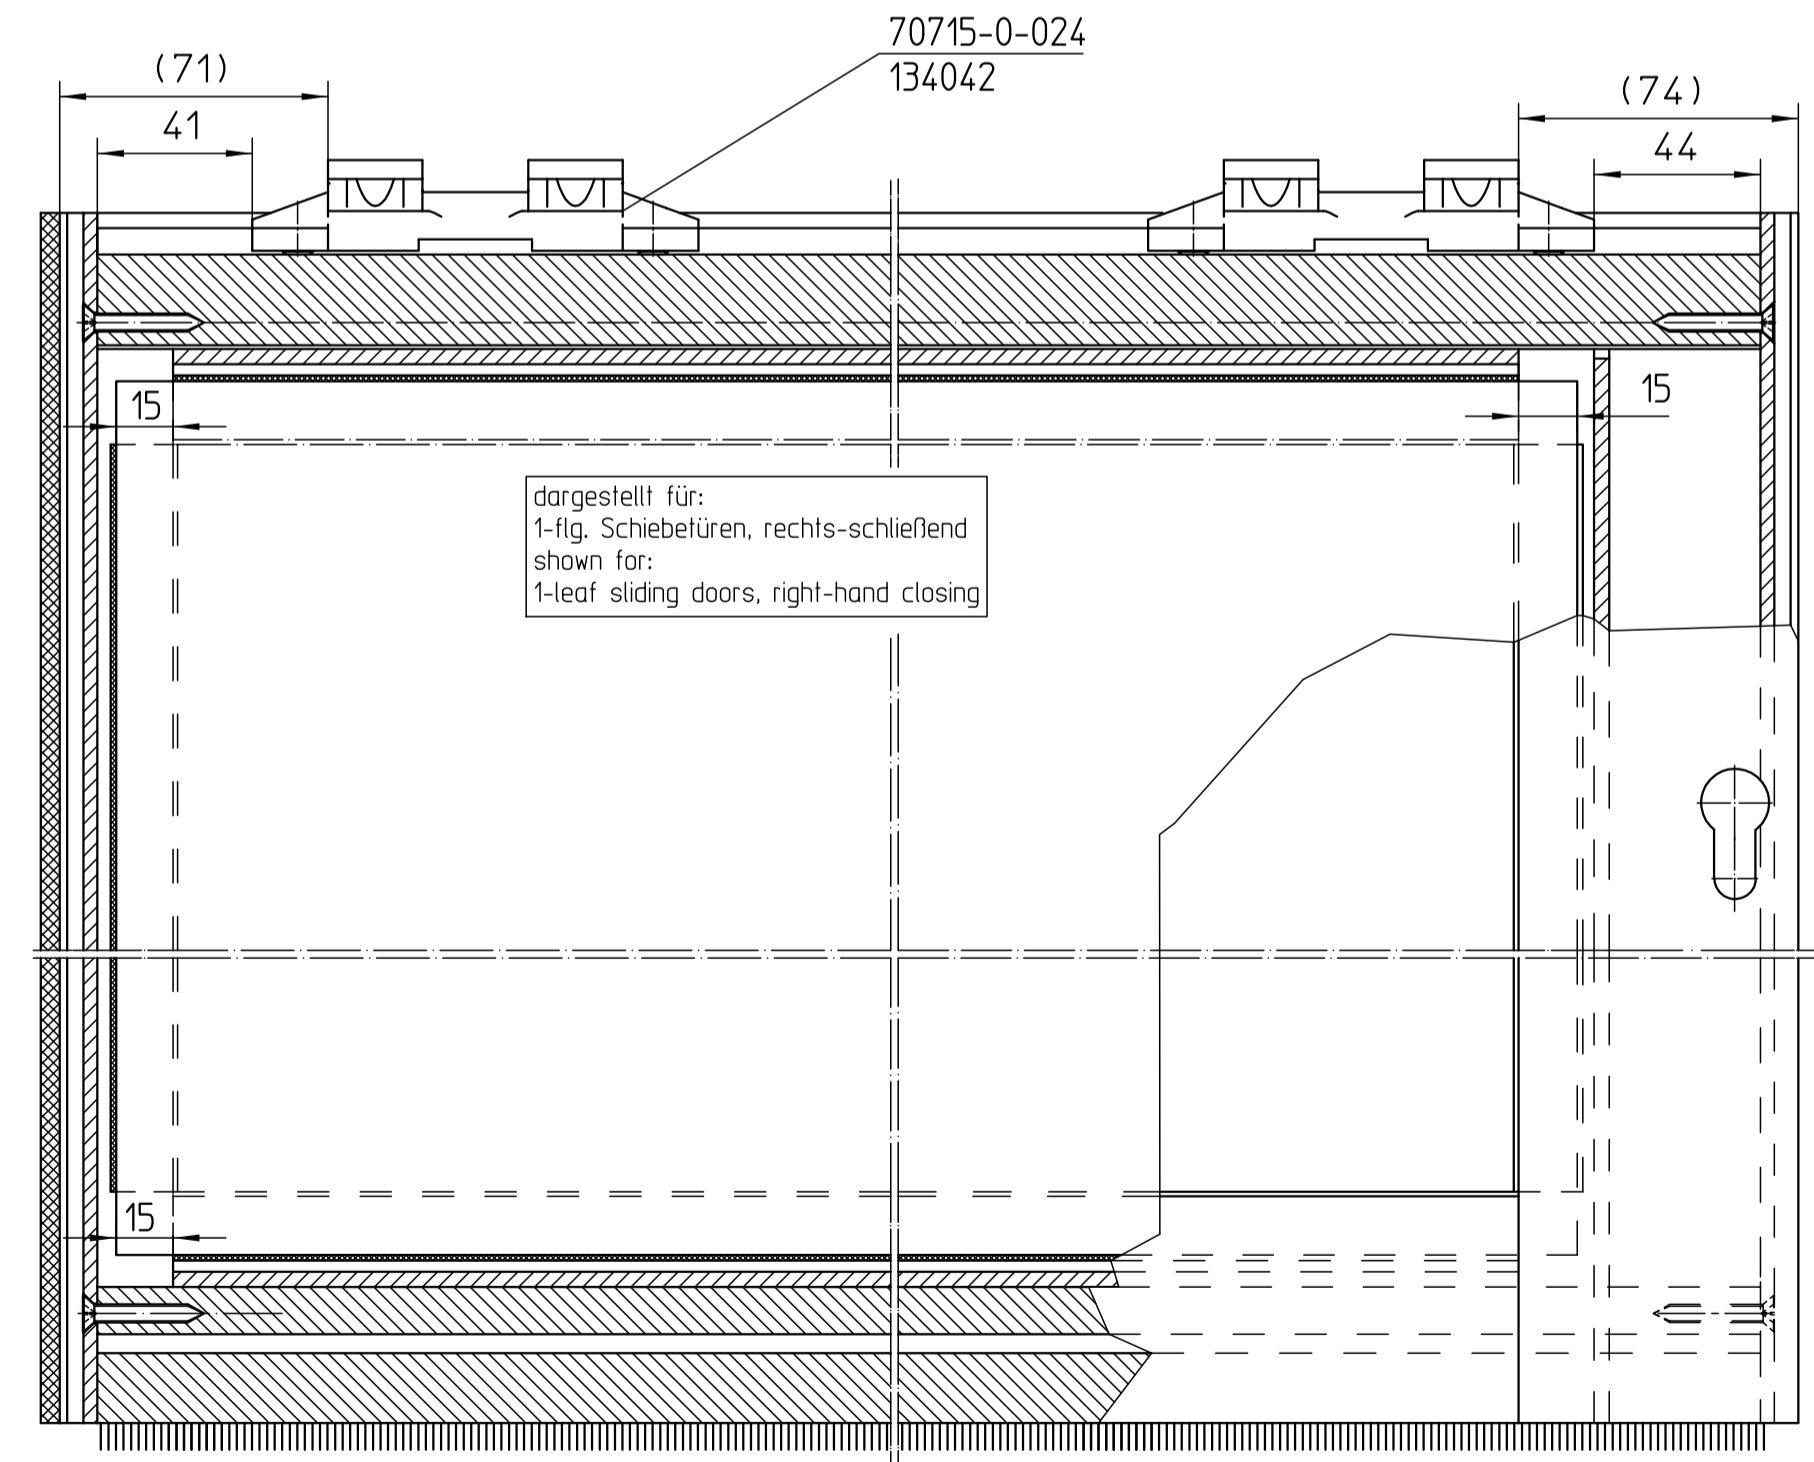 70715-0-024
134042
(71)
41
(74)
44
15
15
dargestellt für:
1-flg. Schiebetüren, rechts-schließend
shown for:
1-leaf sliding doors, right-hand closing
15